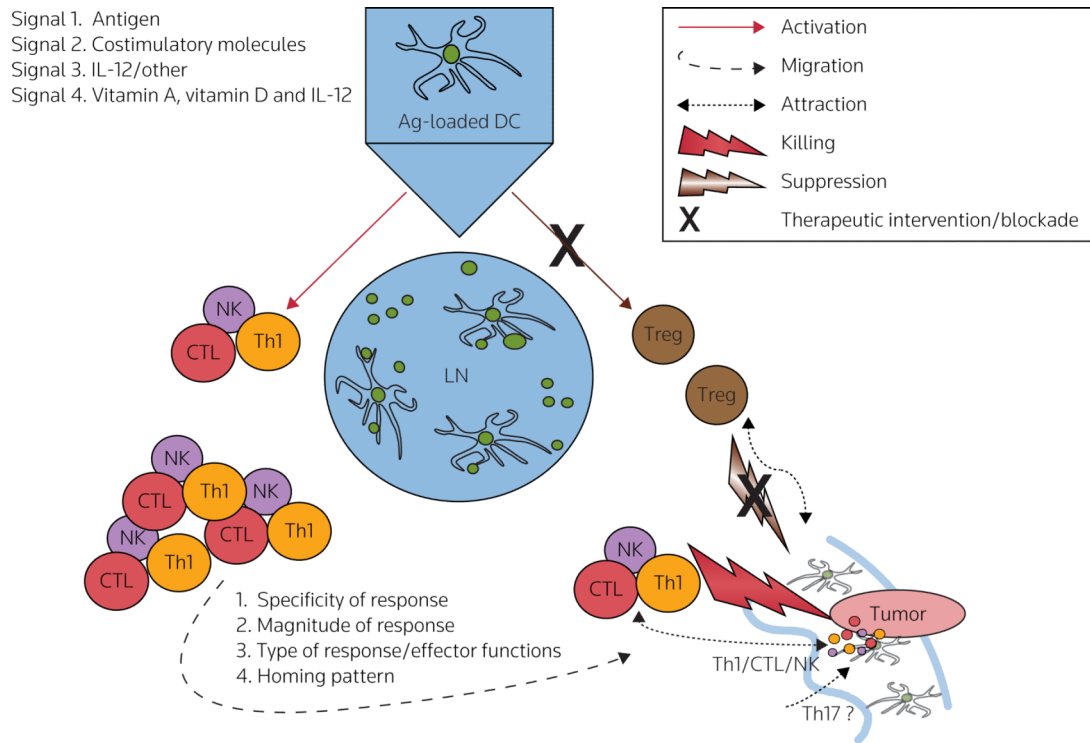 Signal 1. Antigen
Signal 2. Costimulatory molecules
Signal 3. IL-12/other
Signal 4. Vitamin A, vitamin D and IL-12
Ag-loaded DC
Activation
Migration
Attraction
Killing
Suppression
X Therapeutic intervention/blockade
X
NK
CTL
Th1
LN
Treg
Treg
X
NK
CTL
Th1
NK
CTL
Th1
NK
CTL
Th1
NK
CTL
Th1
1. Specificity of response
2. Magnitude of response
3. Type of response/effector functions
4. Homing pattern
Tumor
Th1/CTL/NK
Th17 ?